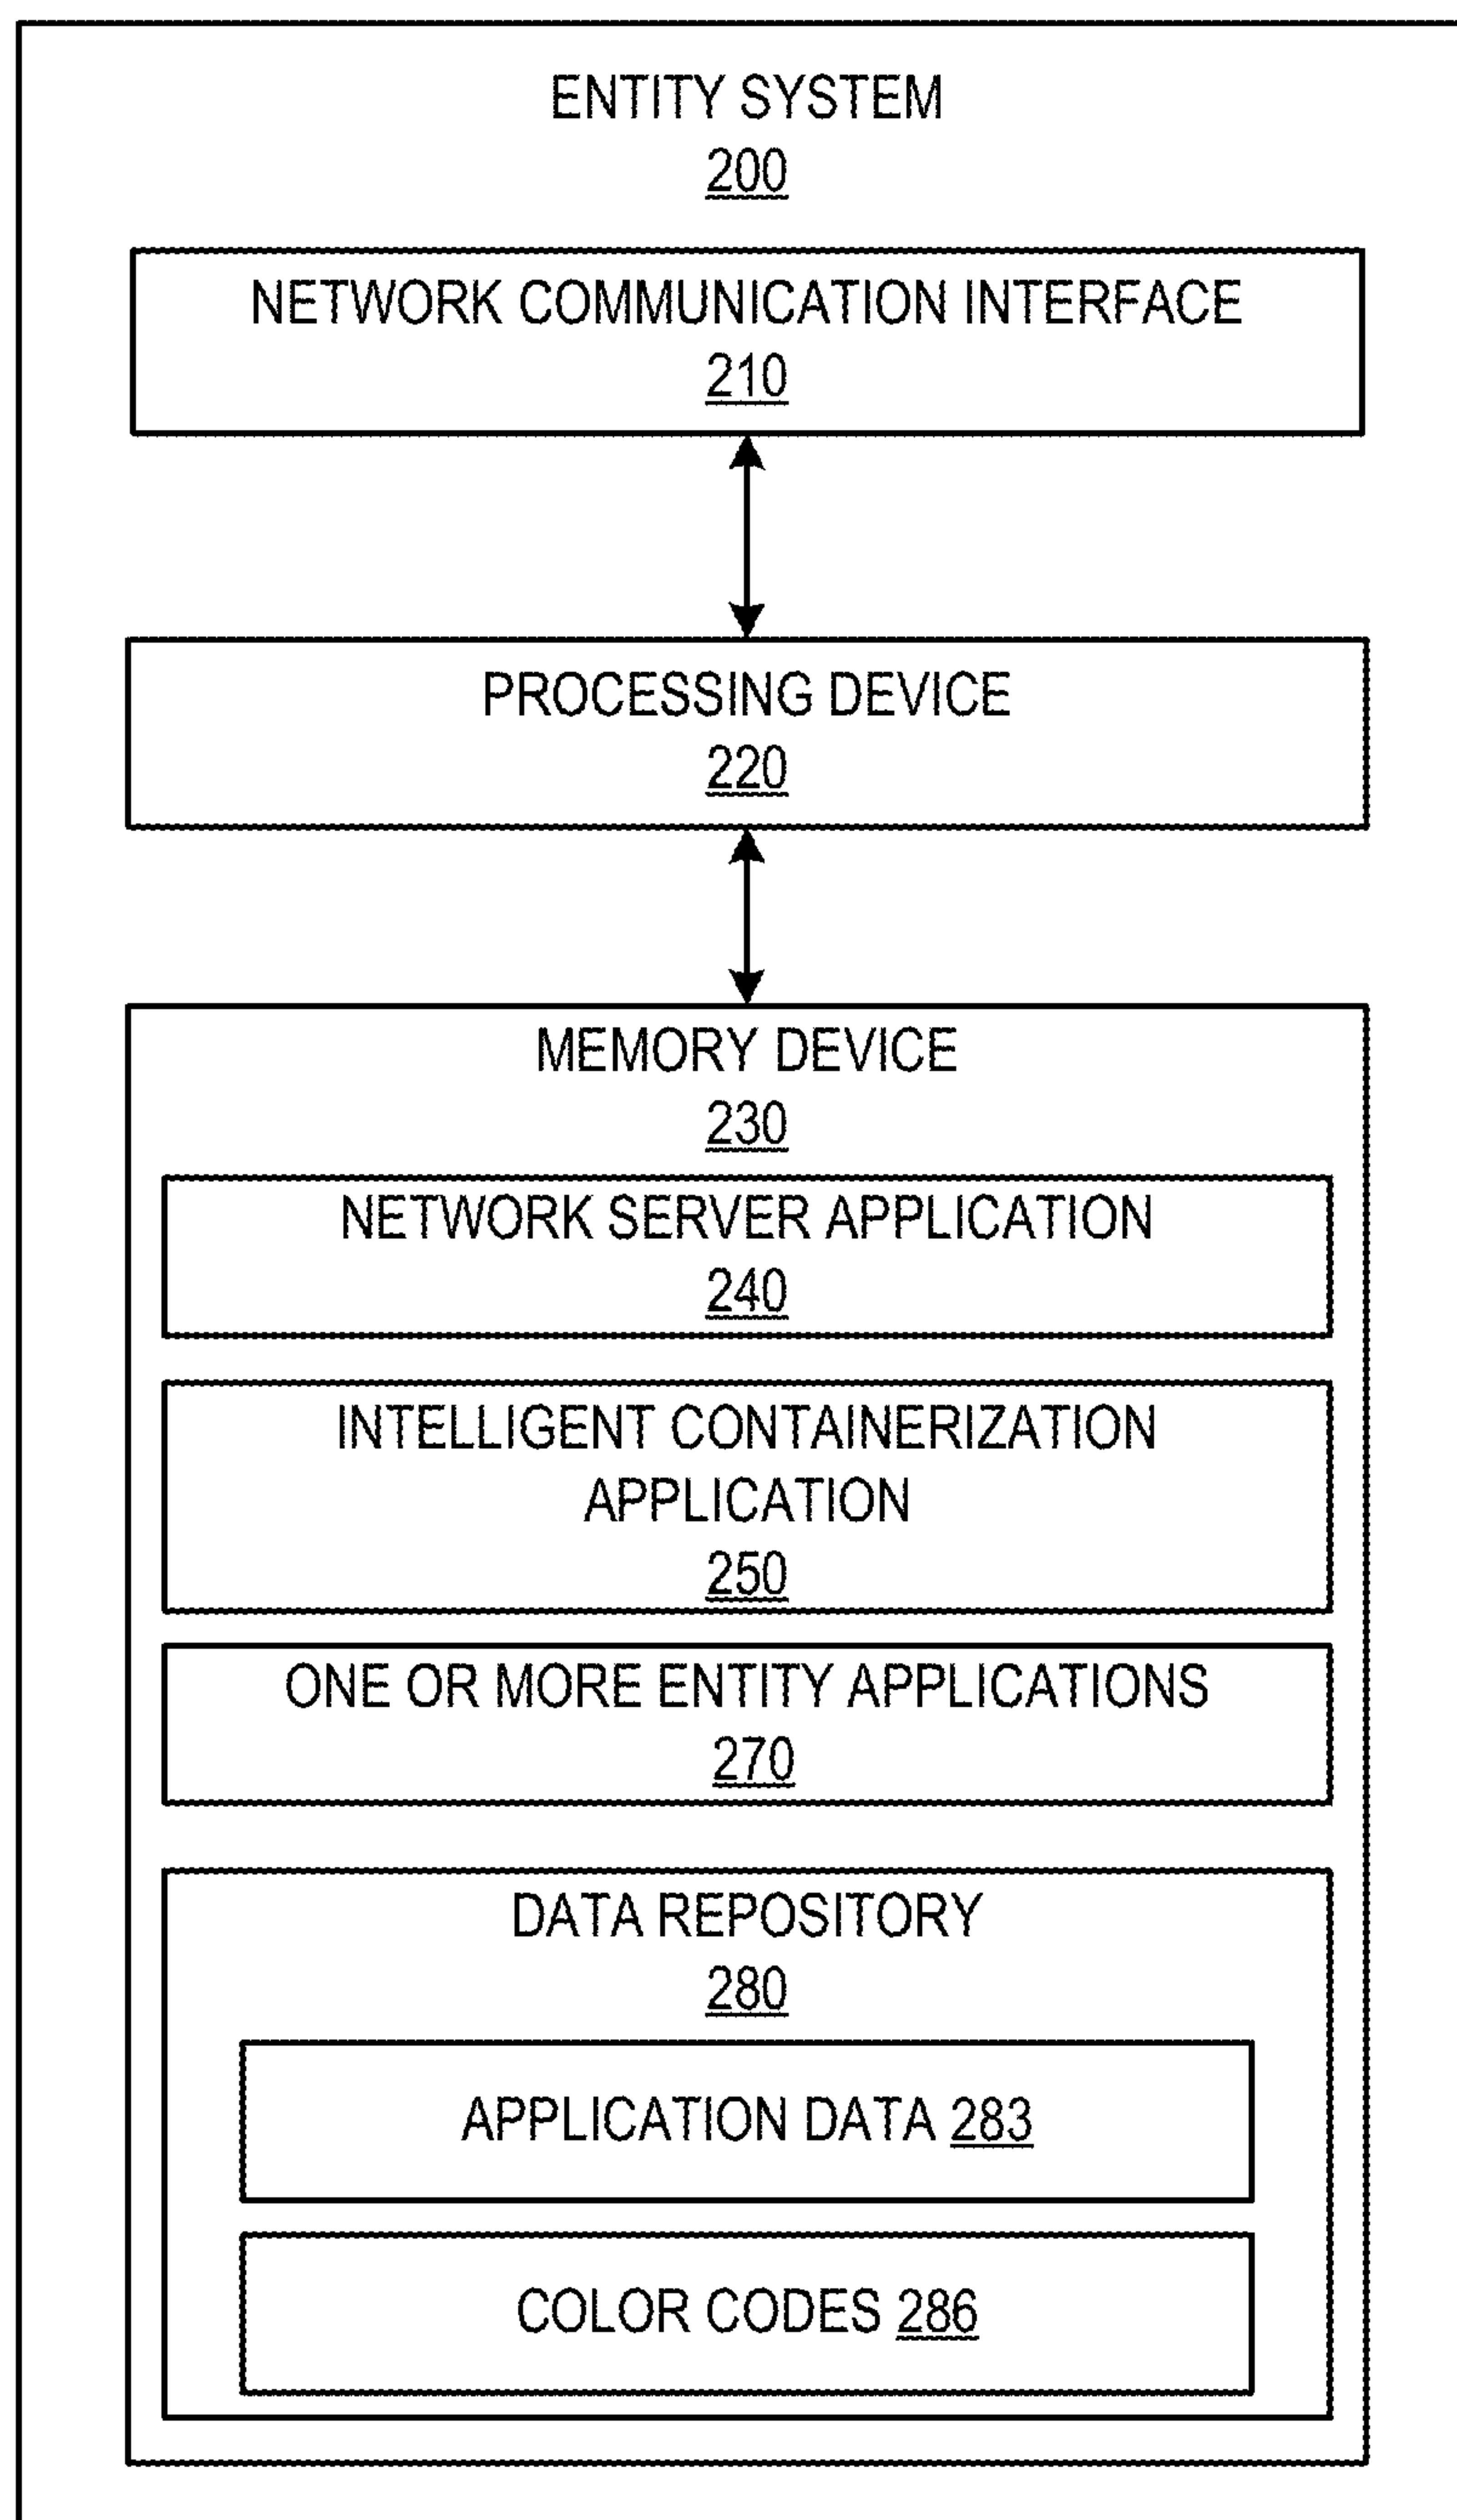 ENTITY SYSTEM
200
NETWORK COMMUNICATION INTERFACE
210
PROCESSING DEVICE
220
MEMORY DEVICE
230
NETWORK SERVER APPLICATION
240
INTELLIGENT CONTAINERIZATION
APPLICATION
250
ONE OR MORE ENTITY APPLICATIONS
270
DATA REPOSITORY
280
APPLICATION DATA 283
COLOR CODES 286